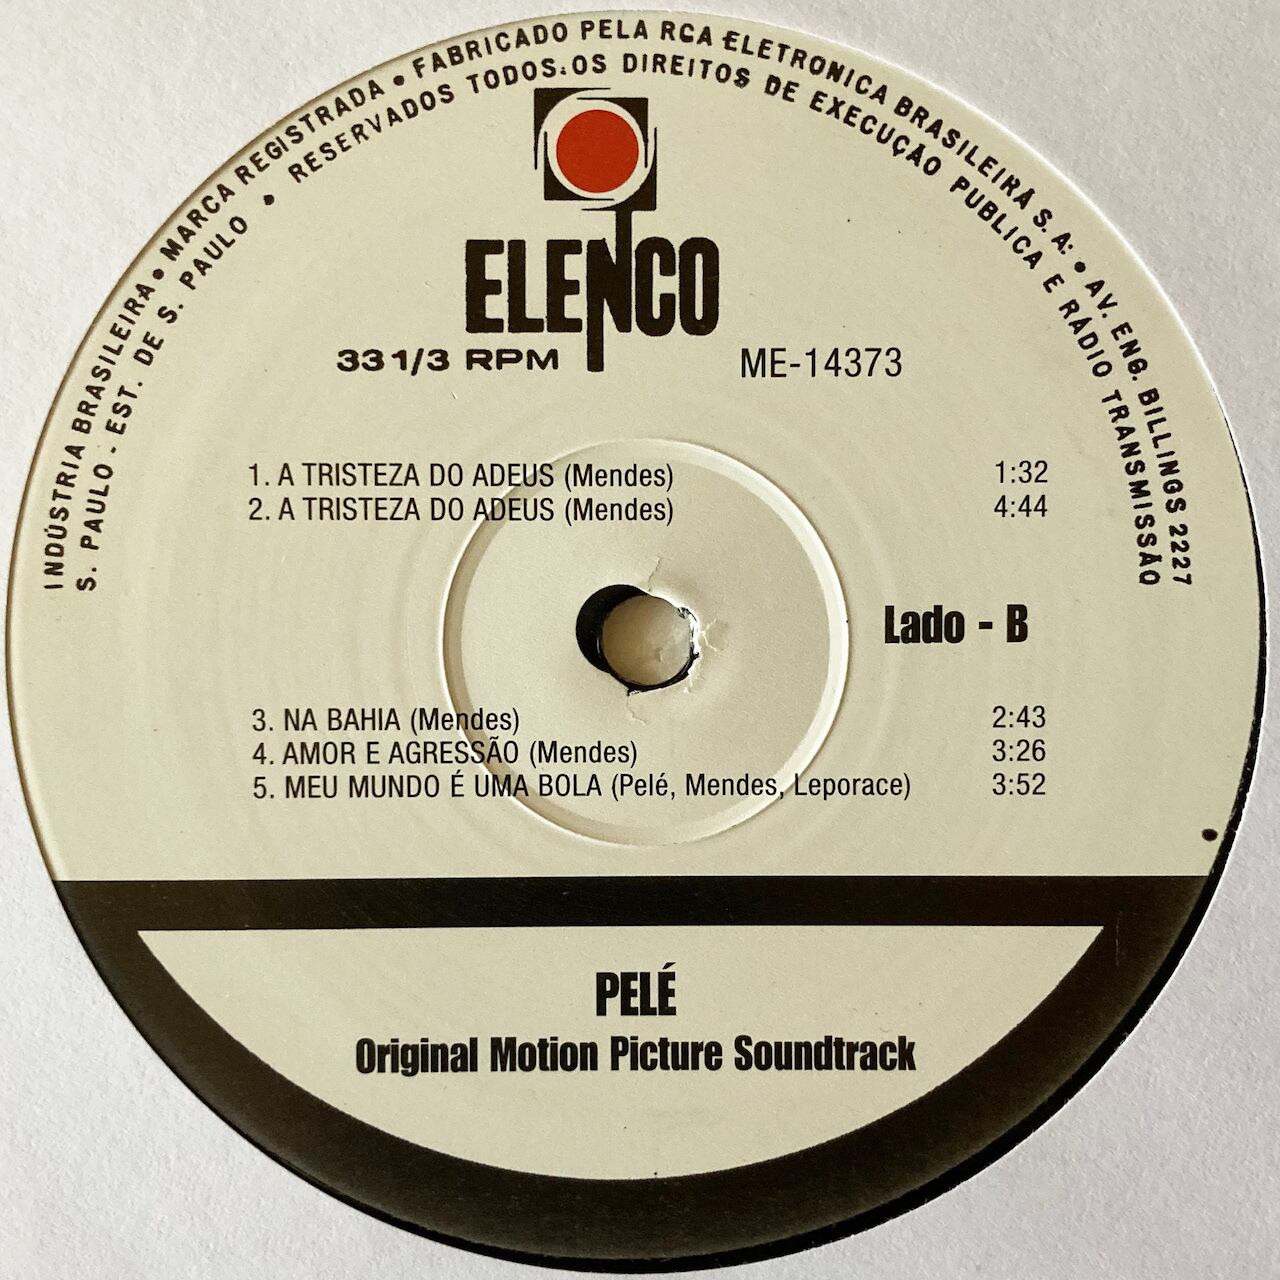 INDÚSTRIA BRASILEIRA • MARCA REGISTRADA • FABRICADO PELA RCA ELETRONICA BRASILEIRA S.A. • AV. ENG. BILLINGS 2227
S. PAULO - EST. DE S. PAULO • RESERVADOS TODOS OS DIREITOS DE EXECUÇÃO PUBLICA E RÁDIO TRANSMISSÃO
ELENCO
33 1/3 RPM ME-14373
1. A TRISTEZA DO ADEUS (Mendes) 1:32
2. A TRISTEZA DO ADEUS (Mendes) 4:44
Lado - B
3. NA BAHIA (Mendes) 2:43
4. AMOR E AGRESSÃO (Mendes) 3:26
5. MEU MUNDO É UMA BOLA (Pelé, Mendes, Leporace) 3:52
PELÉ
Original Motion Picture Soundtrack